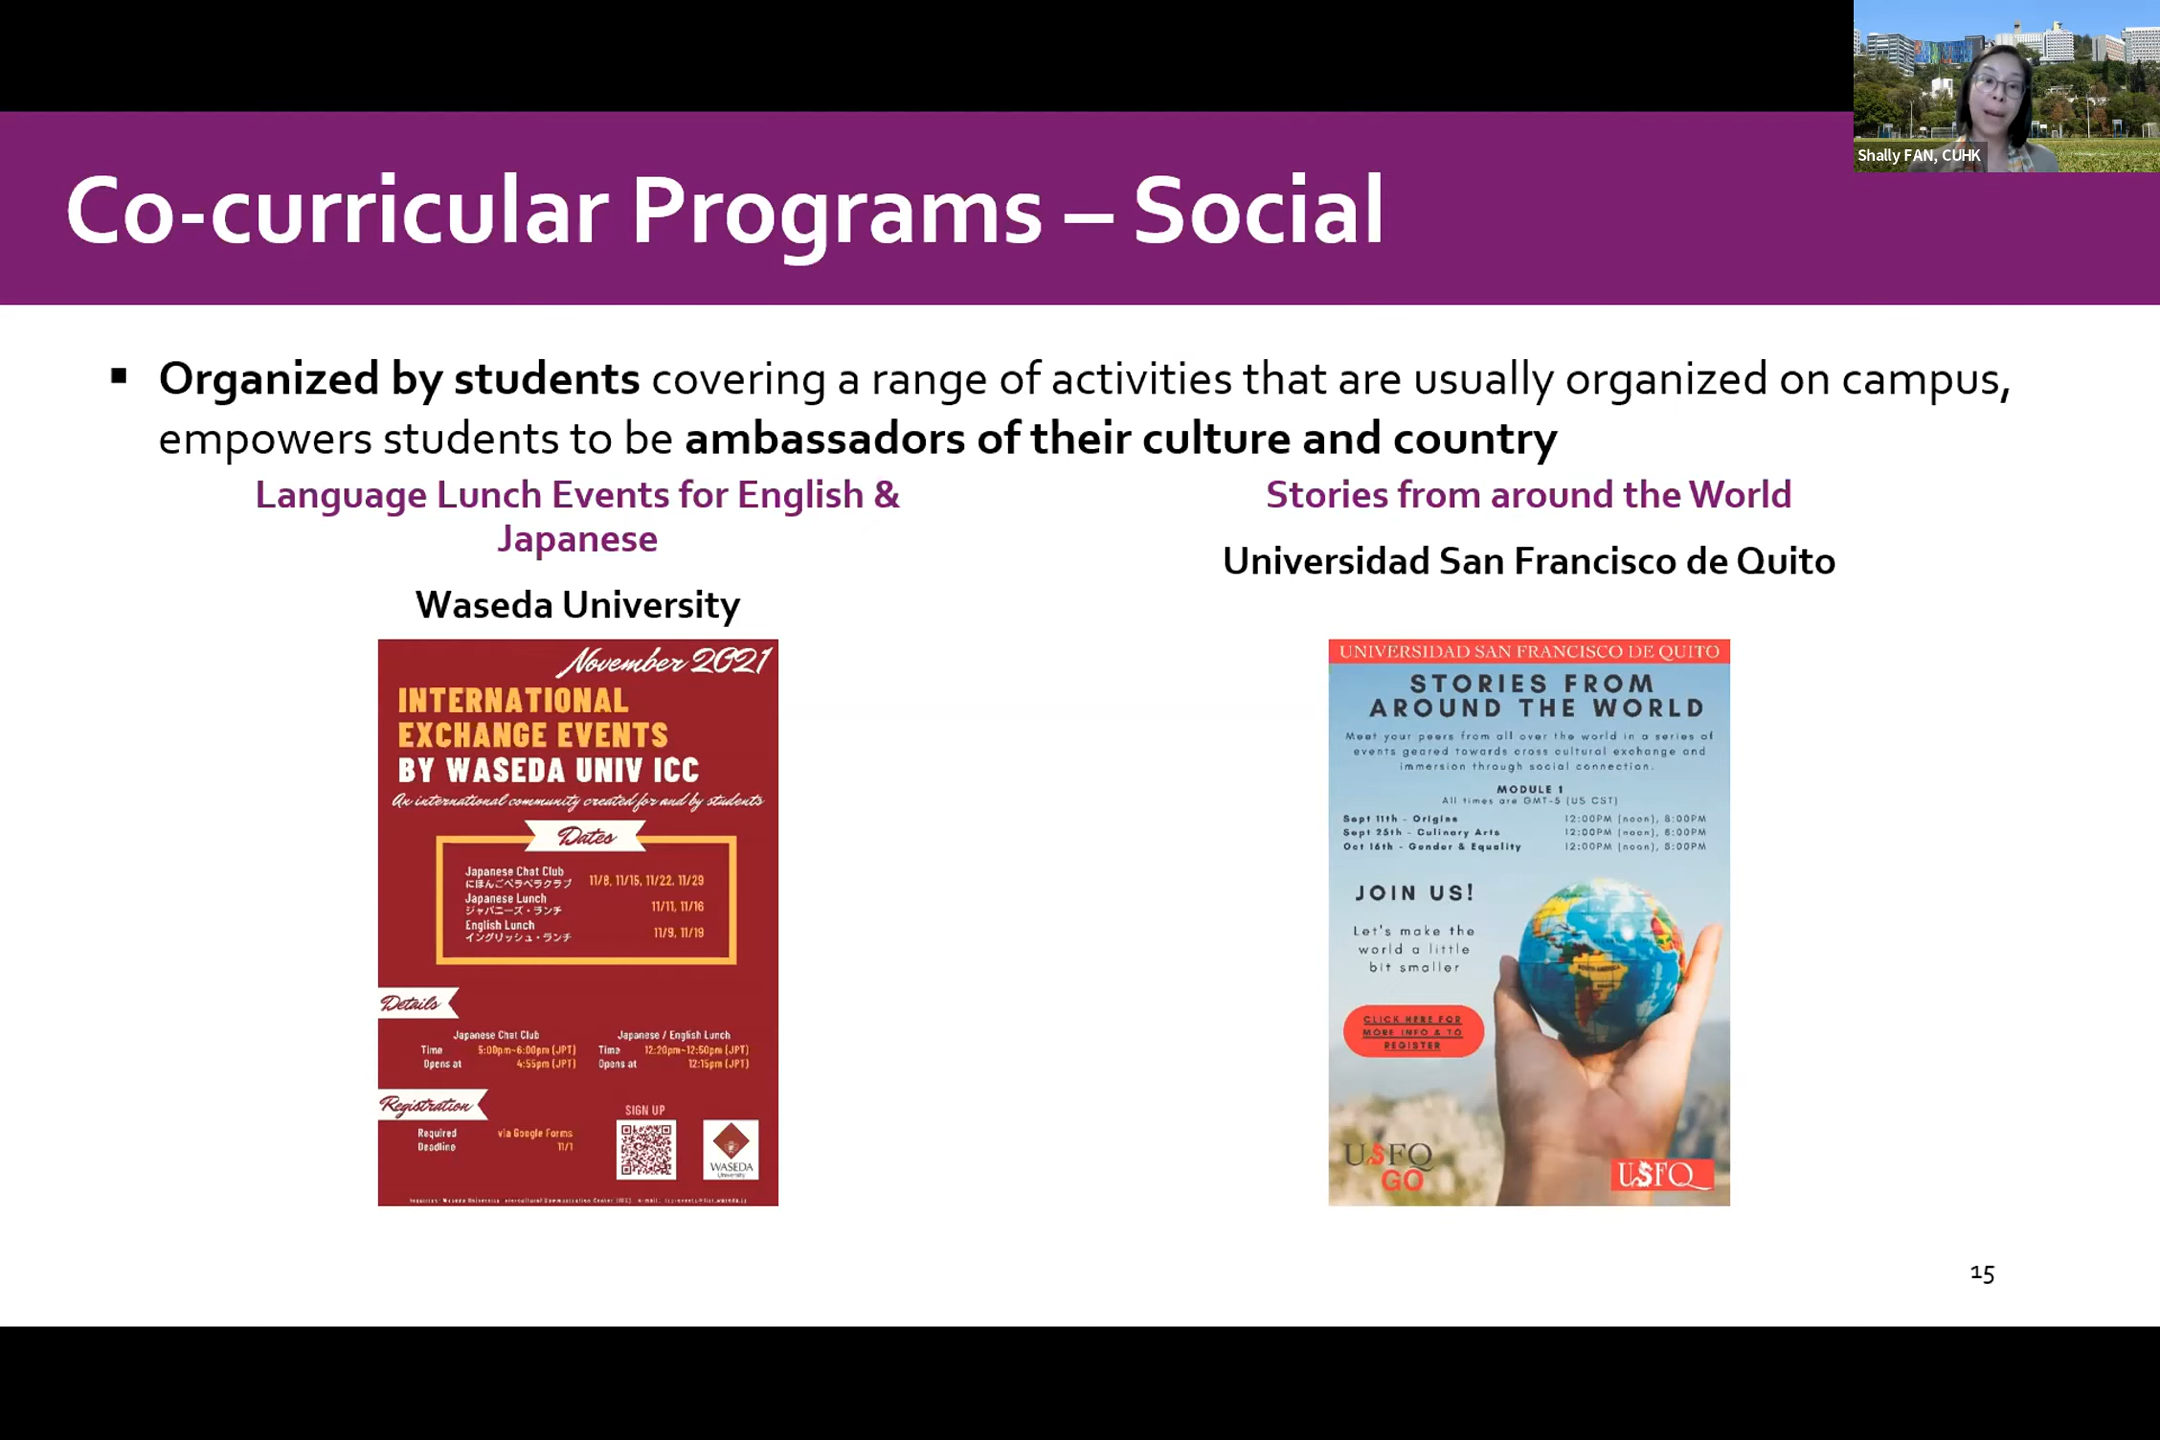 Shally FAN, CUHK
Co-curricular Programs – Social
▪ Organized by students covering a range of activities that are usually organized on campus,
empowers students to be ambassadors of their culture and country
Language Lunch Events for English &
Japanese
Waseda University
November 2021
INTERNATIONAL
EXCHANGE EVENTS
BY WASEDA UNIV ICC
An international community created for and by students
Dates
Japanese Chat Club
にほんごペラペラクラブ 11/8, 11/15, 11/22, 11/29
Japanese Lunch
ジャパニーズ・ランチ 11/11, 11/16
English Lunch
イングリッシュ・ランチ 11/9, 11/19
Details
Japanese Chat Club
Time 5:00pm~6:00pm (JPT)
Opens at 4:55pm (JPT)
Japanese / English Lunch
Time 12:20pm~12:50pm (JPT)
Opens at 12:15pm (JPT)
Registration
Required via Google Forms
Deadline 11/1
SIGN UP
WASEDA
University
Stories from around the World
Universidad San Francisco de Quito
UNIVERSIDAD SAN FRANCISCO DE QUITO
STORIES FROM
AROUND THE WORLD
Meet your peers from all over the world in a series of
events geared towards cross cultural exchange and
immersion through social connection.
MODULE 1
All times are GMT-5 (US CST)
Sept 11th - Origins 12:00PM (noon), 8:00PM
Sept 25th - Culinary Arts 12:00PM (noon), 6:00PM
Oct 16th - Gender & Equality 12:00PM (noon), 8:00PM
JOIN US!
Let's make the
world a little
bit smaller
CLICK HERE FOR
MORE INFO & TO
REGISTER
SOUTH AMERICA
USFQ
GO
USFQ
15